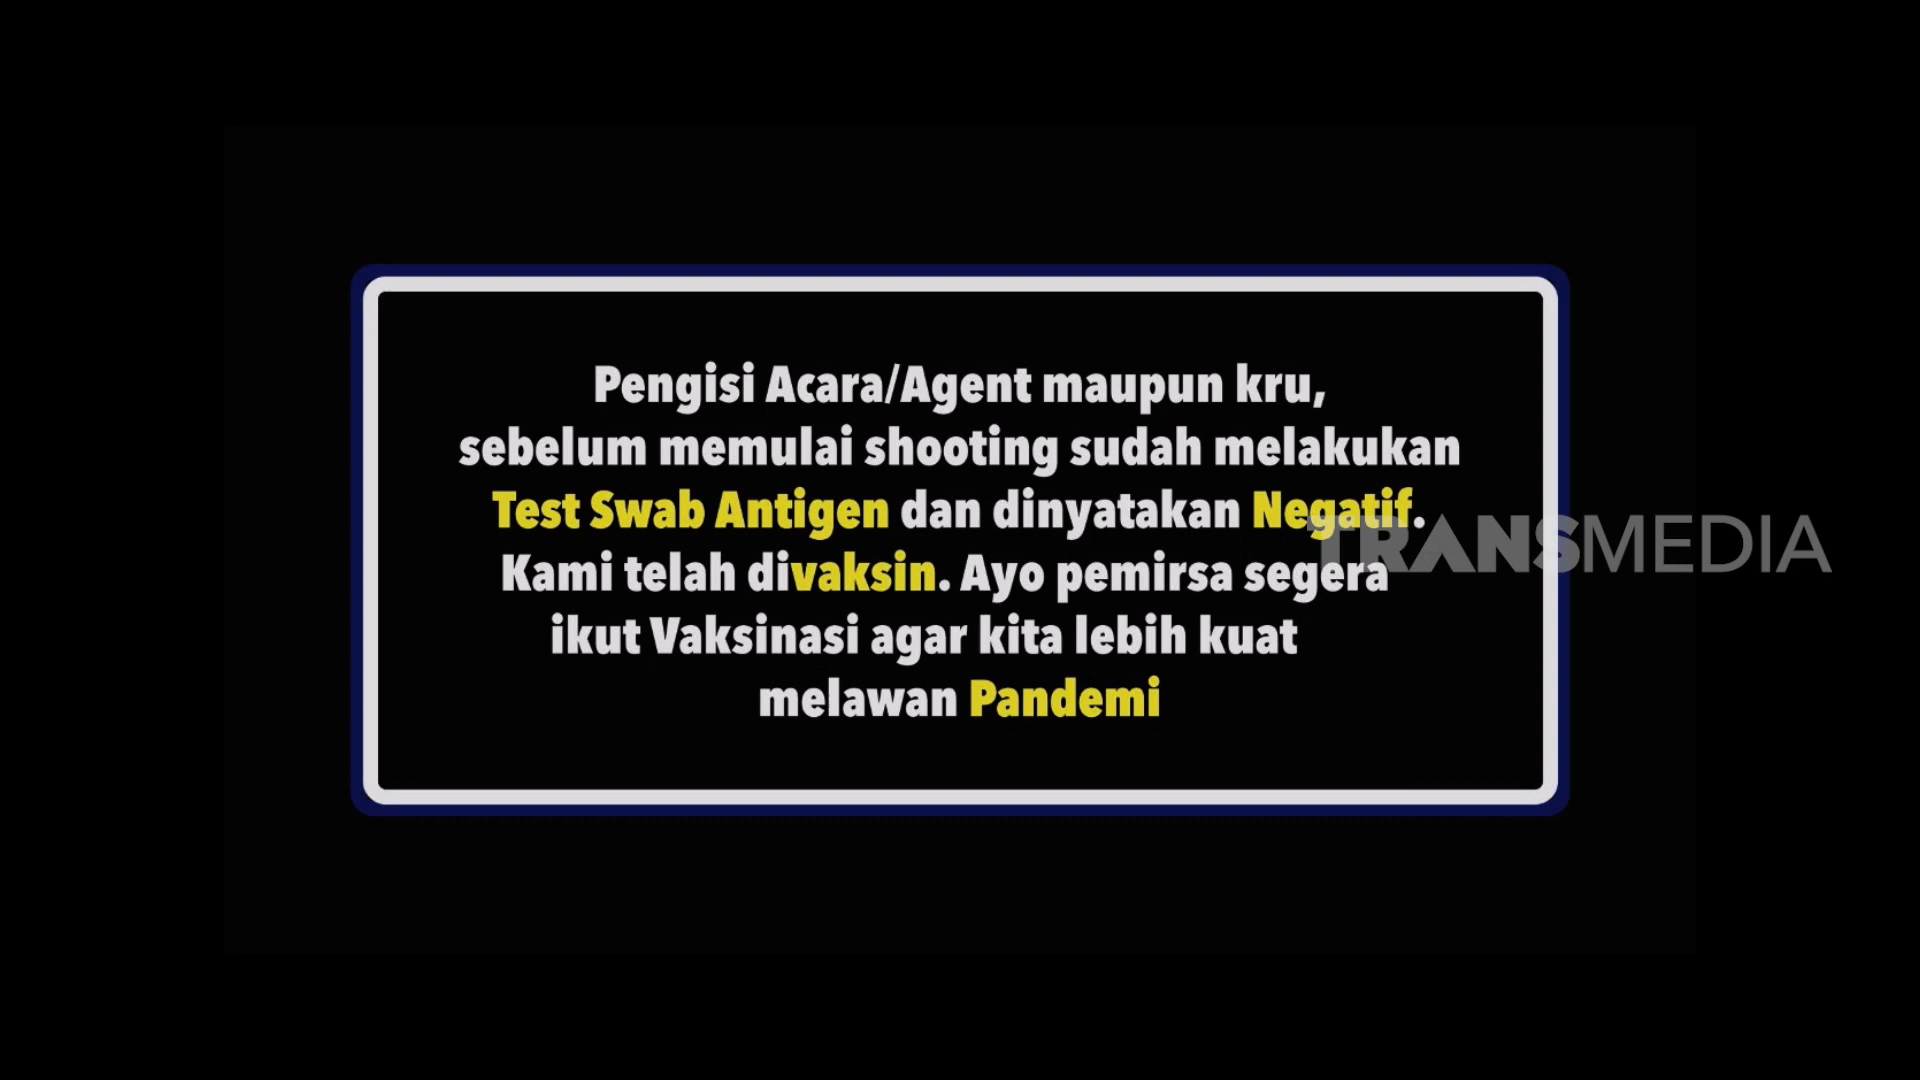 Pengisi Acara/Agent maupun kru,
sebelum memulai shooting sudah melakukan
Test Swab Antigen dan dinyatakan Negatif.
Kami telah divaksin. Ayo pemirsa segera
ikut Vaksinasi agar kita lebih kuat
melawan Pandemi
TRANSMEDIA